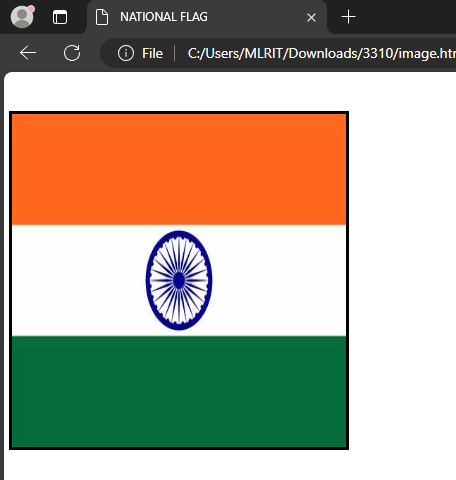 NATIONAL FLAG
File C:/Users/MLRIT/Downloads/3310/image.htm